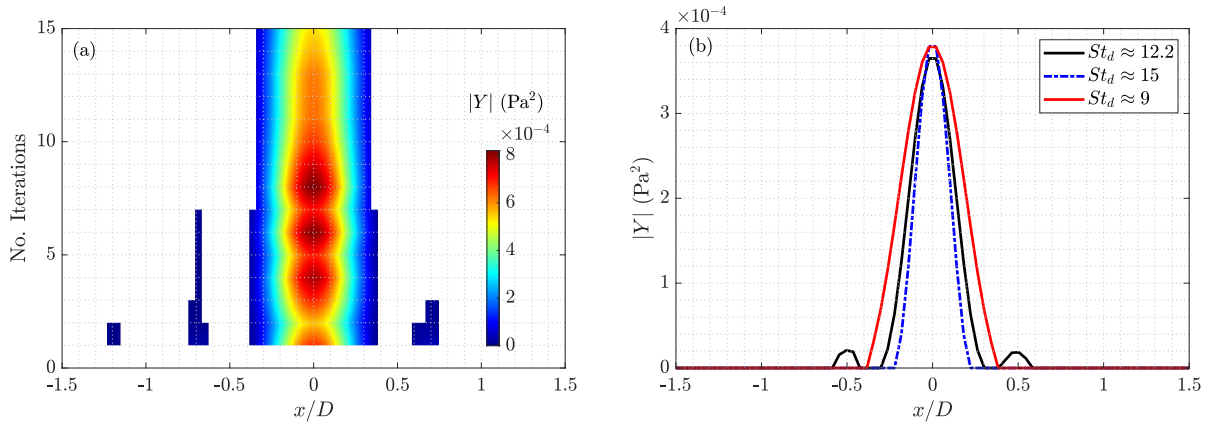 (a)
15
10
5
0
No. Iterations
-1.5 -1 -0.5 0 0.5 1 1.5
x/D
|Y| (Pa²)
×10⁻⁴
8
6
4
2
0
×10⁻⁴
(b)
4
3
2
1
0
|Y| (Pa²)
-1.5 -1 -0.5 0 0.5 1 1.5
x/D
St_d ≈ 12.2
St_d ≈ 15
St_d ≈ 9